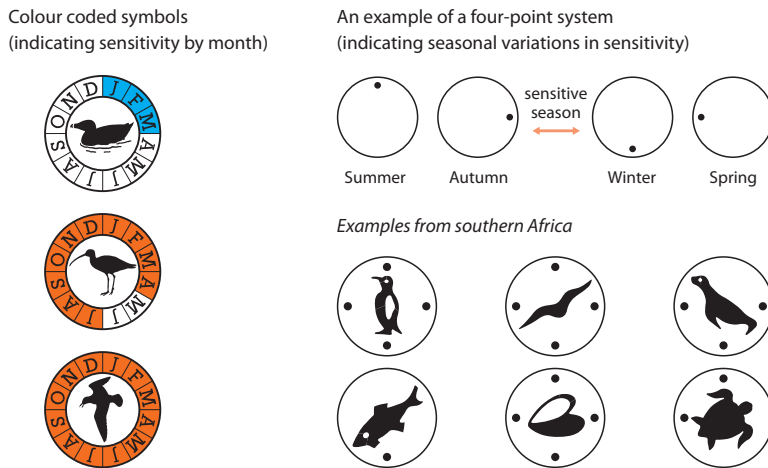 Colour coded symbols
(indicating sensitivity by month)
An example of a four-point system
(indicating seasonal variations in sensitivity)
sensitive
season
Summer
Autumn
Winter
Spring
Examples from southern Africa
J F M A M J J A S O N D
J F M A M J J A S O N D
J F M A M J J A S O N D